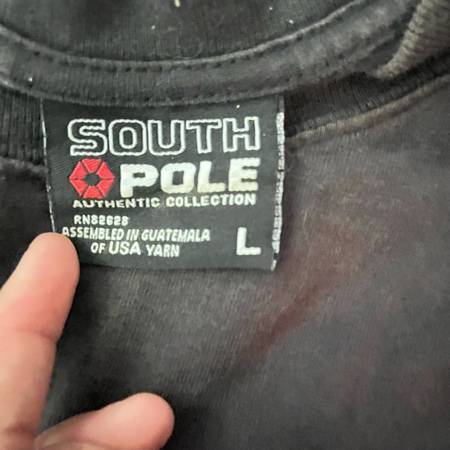 SOUTH
POLE
AUTHENTIC COLLECTION
RN82628
ASSEMBLED IN GUATEMALA
OF USA YARN
L